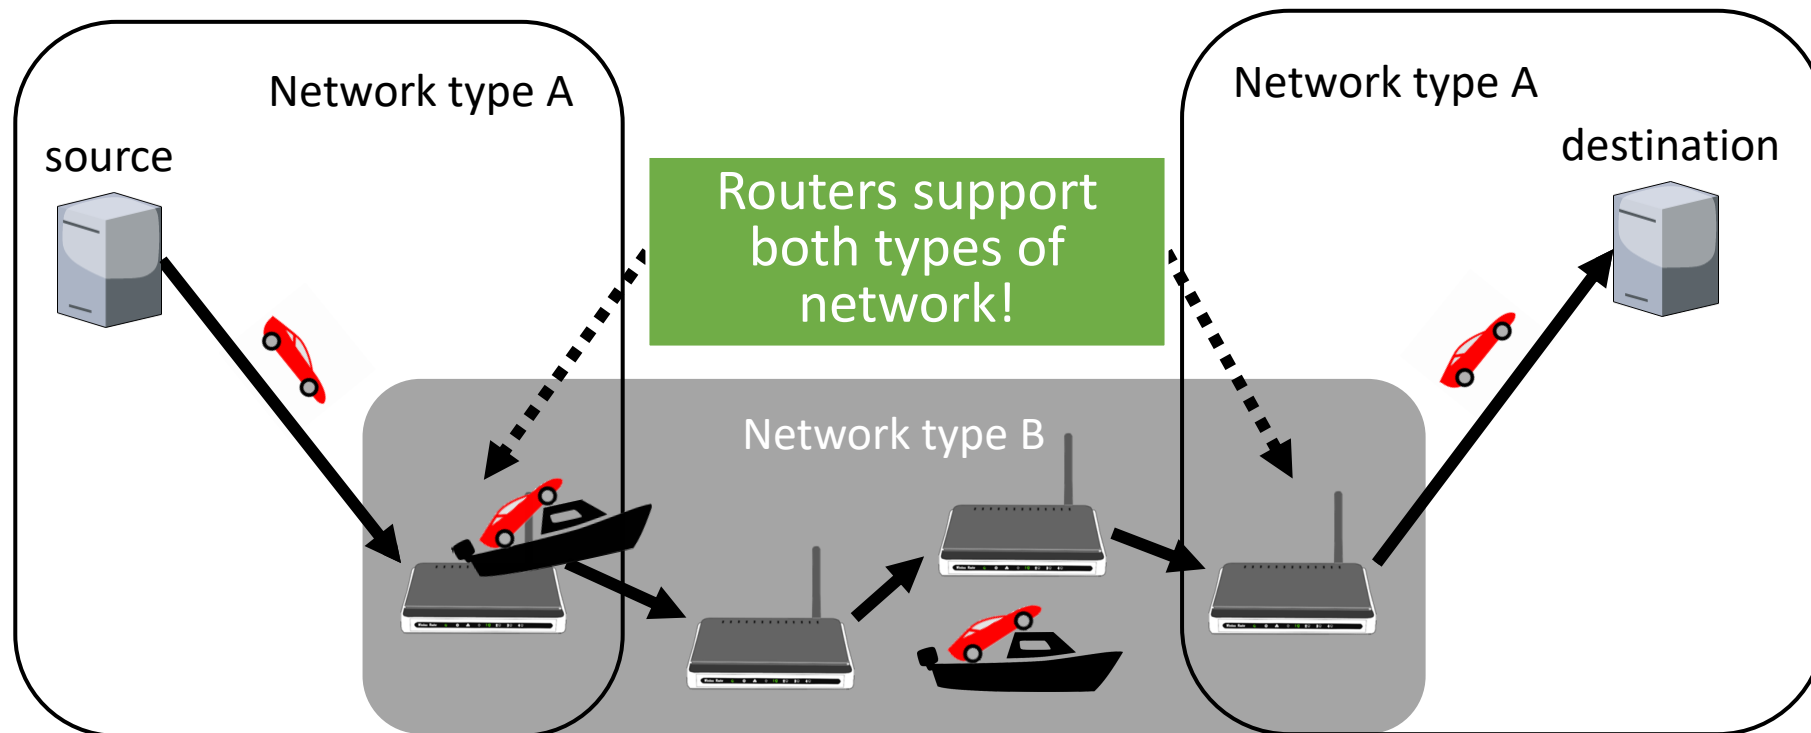 Network type A
Network type A
source
destination
Routers support
both types of
network!
Network type B